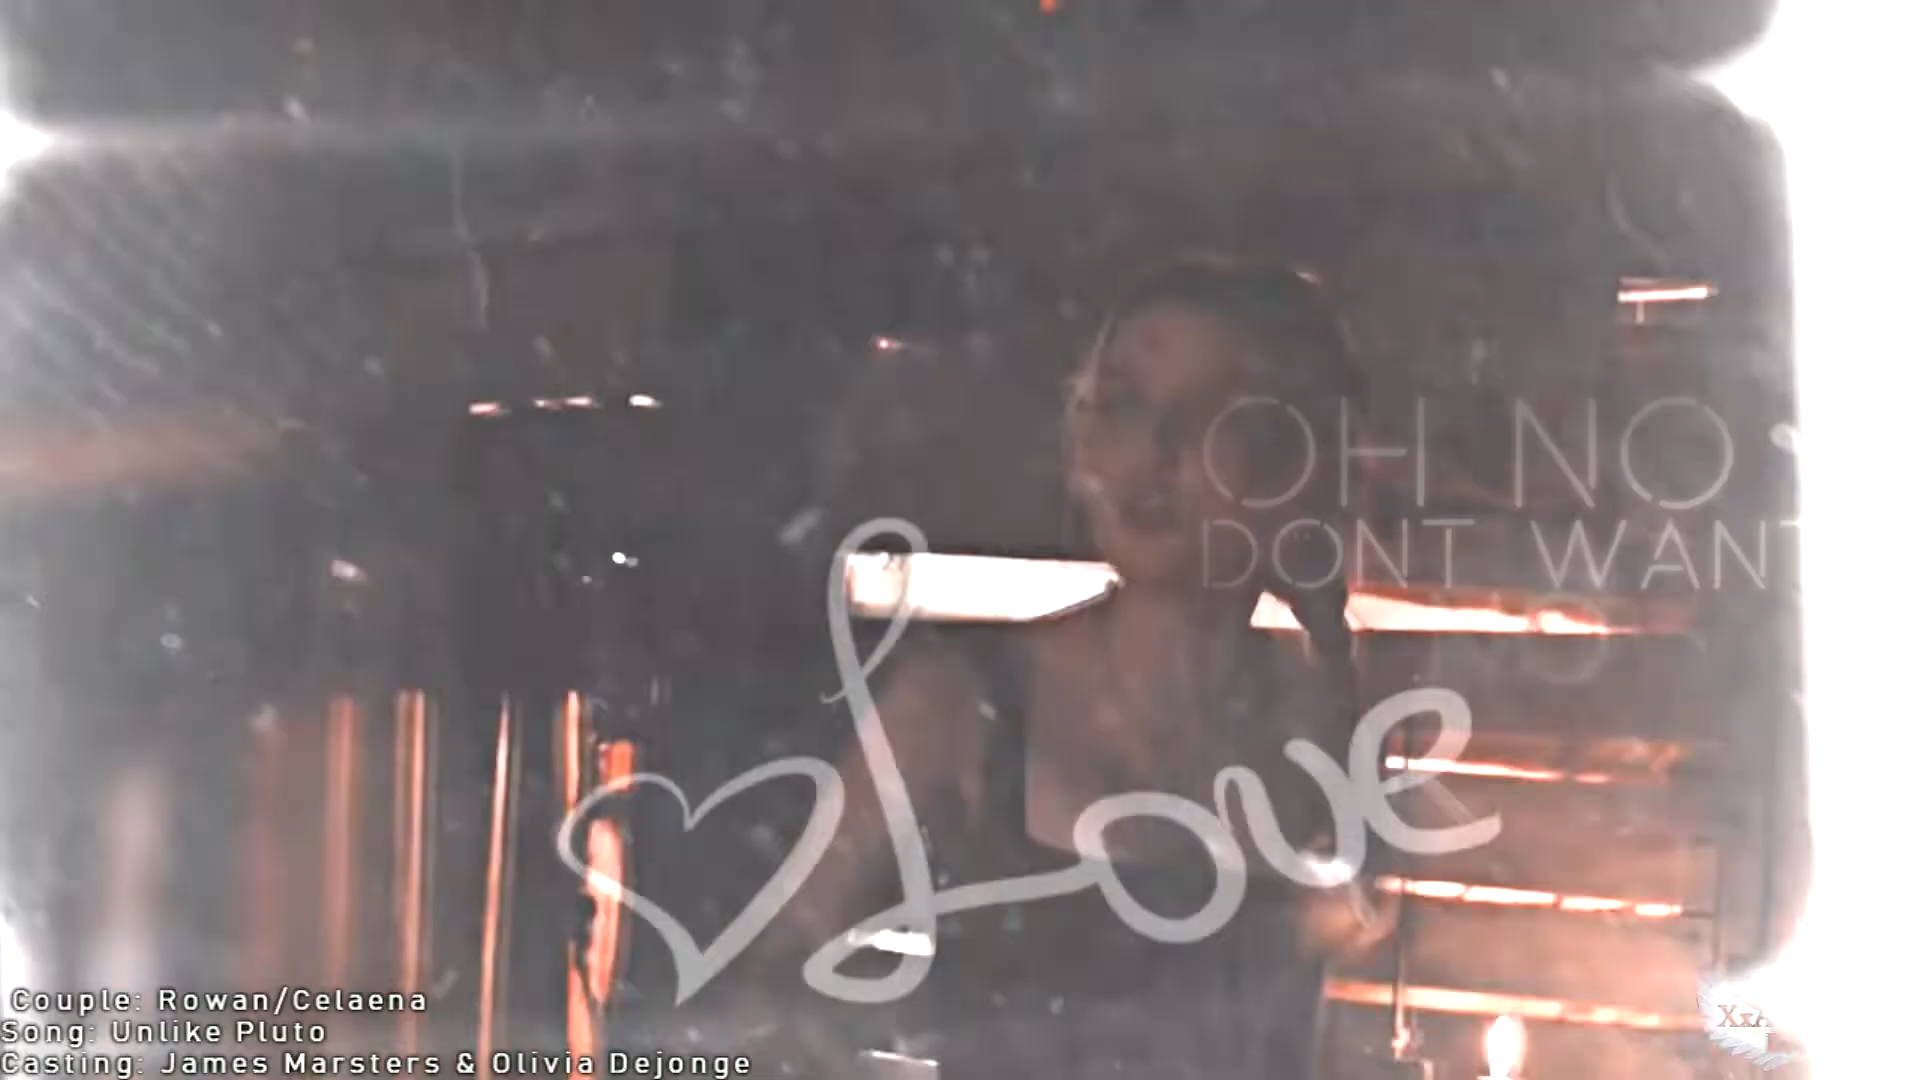 OH NO
DONT WANT
Love
Couple: Rowan/Celaena
Song: Unlike Pluto
Casting: James Marsters & Olivia Dejonge